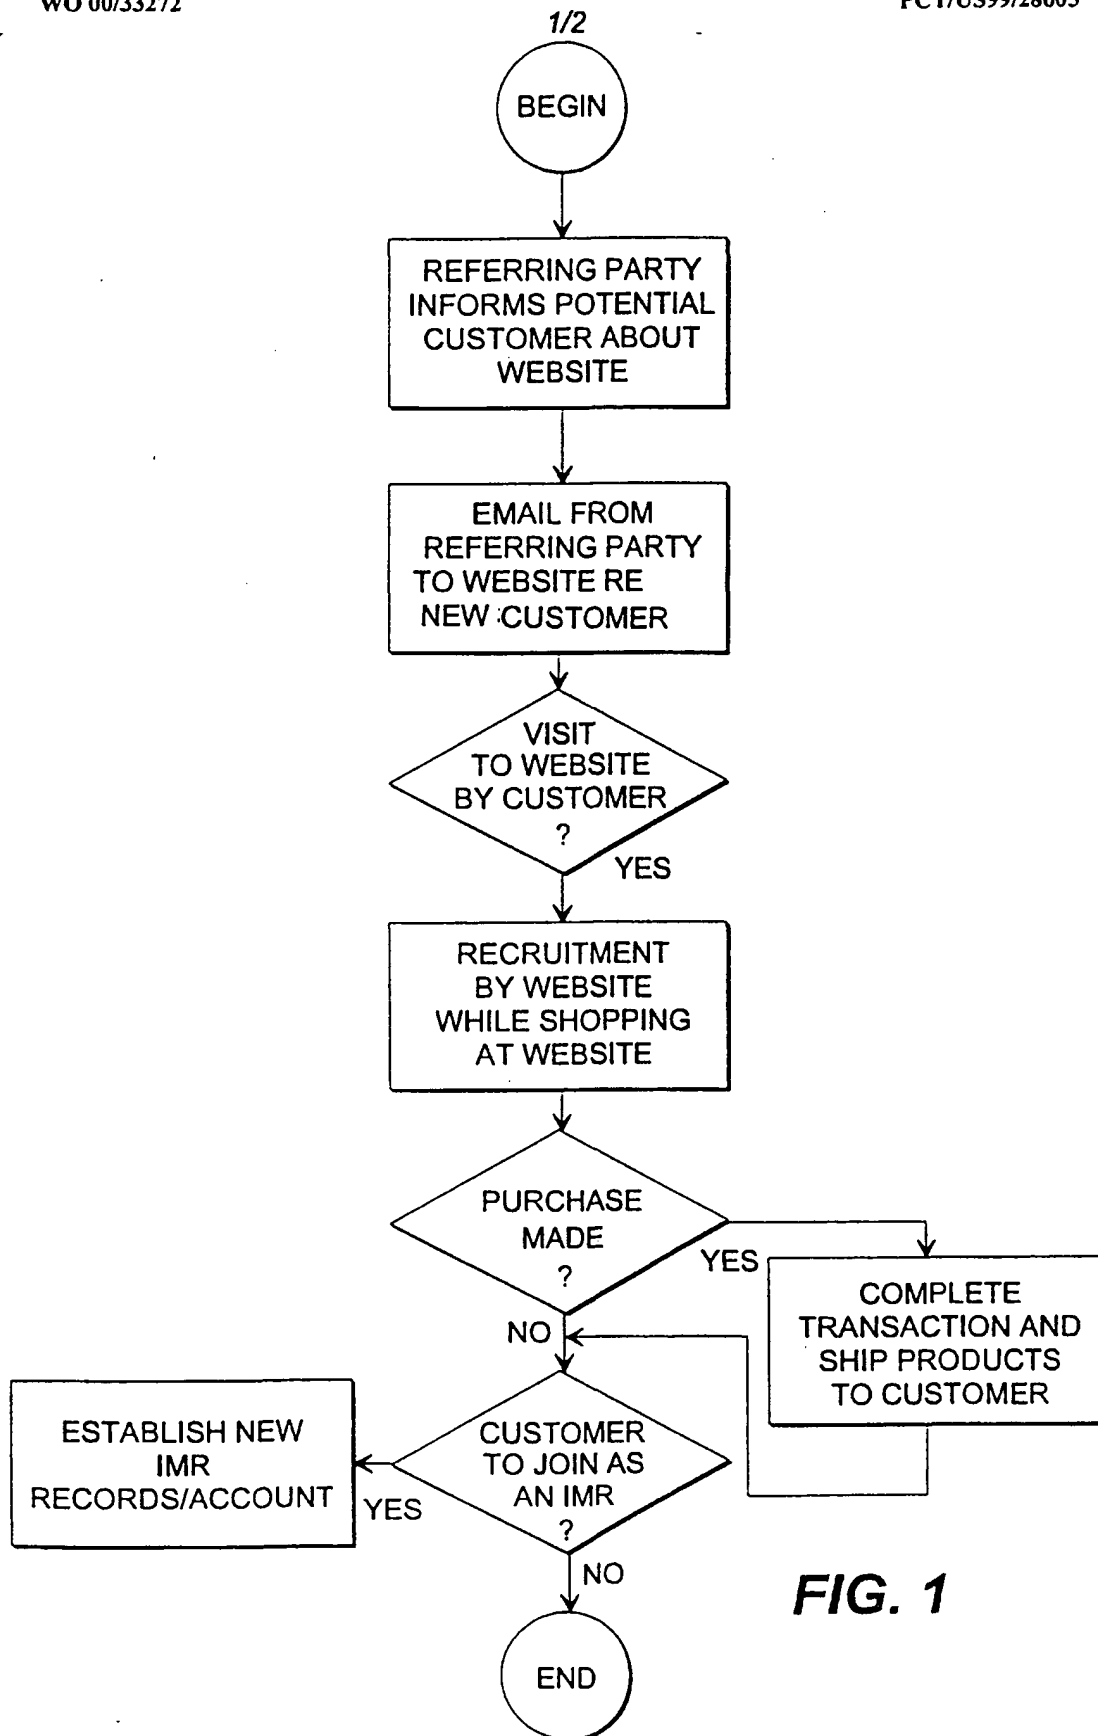 WO 00/33272
PCT/US99/28005
1/2
BEGIN
REFERRING PARTY
INFORMS POTENTIAL
CUSTOMER ABOUT
WEBSITE
EMAIL FROM
REFERRING PARTY
TO WEBSITE RE
NEW CUSTOMER
VISIT
TO WEBSITE
BY CUSTOMER
?
YES
RECRUITMENT
BY WEBSITE
WHILE SHOPPING
AT WEBSITE
PURCHASE
MADE
?
YES
COMPLETE
TRANSACTION AND
SHIP PRODUCTS
TO CUSTOMER
NO
CUSTOMER
TO JOIN AS
AN IMR
?
YES
ESTABLISH NEW
IMR
RECORDS/ACCOUNT
NO
FIG. 1
END